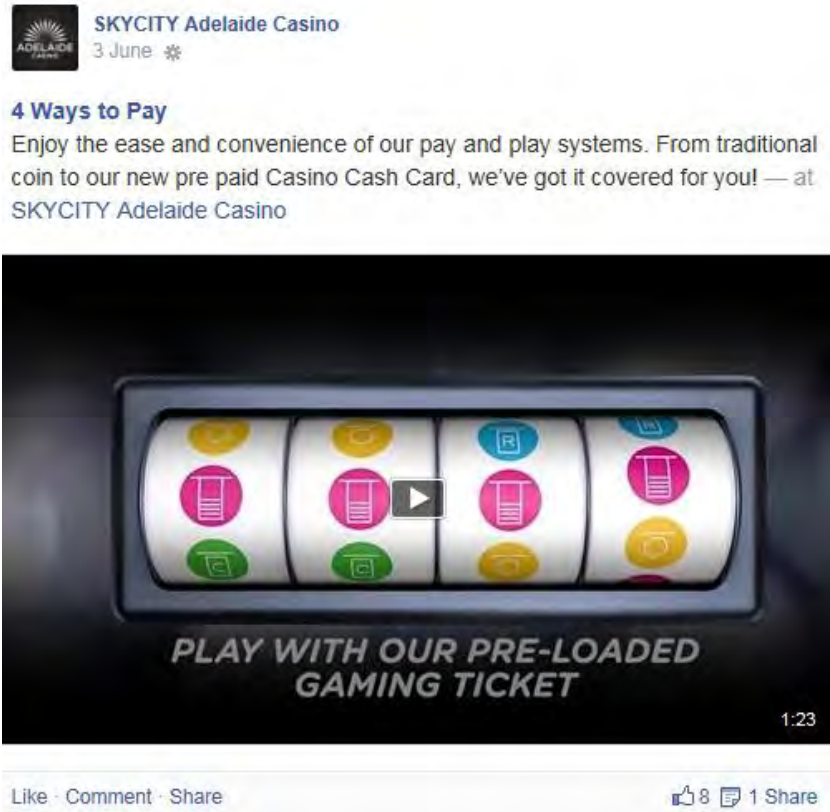 ADELAIDE
CASINO
SKYCITY Adelaide Casino
3 June
4 Ways to Pay
Enjoy the ease and convenience of our pay and play systems. From traditional
coin to our new pre paid Casino Cash Card, we've got it covered for you! — at
SKYCITY Adelaide Casino
R
R
C
C
PLAY WITH OUR PRE-LOADED
GAMING TICKET
1:23
Like · Comment · Share
8
1 Share